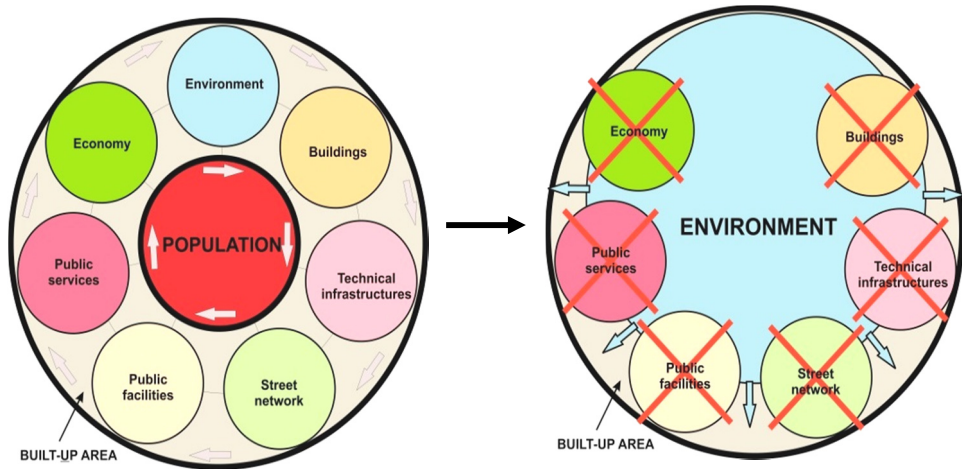 Environment
Buildings
Technical
infrastructures
Street
network
Public
facilities
Public
services
Economy
POPULATION
BUILT-UP AREA
Economy
Buildings
ENVIRONMENT
Public
services
Technical
infrastructures
Public
facilities
Street
network
BUILT-UP AREA